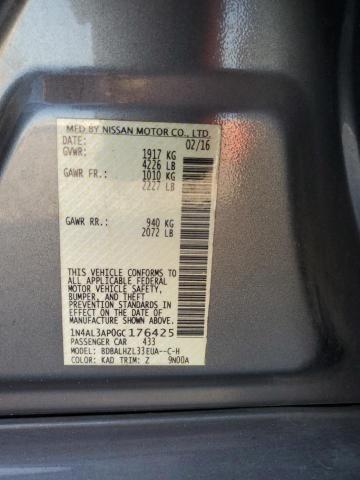 MFD BY NISSAN MOTOR CO., LTD.
DATE: 02/16
GVWR: 1917 KG
4226 LB
GAWR FR.: 1010 KG
2227 LB
GAWR RR.: 940 KG
2072 LB
THIS VEHICLE CONFORMS TO
ALL APPLICABLE FEDERAL
MOTOR VEHICLE SAFETY,
BUMPER, AND THEFT
PREVENTION STANDARDS IN
EFFECT ON THE DATE OF
MANUFACTURE SHOWN ABOVE.
1N4AL3AP0GC176425
PASSENGER CAR 433
MODEL: BDBALHZL33EUA--C-H
COLOR: KAD TRIM: Z 9N00A